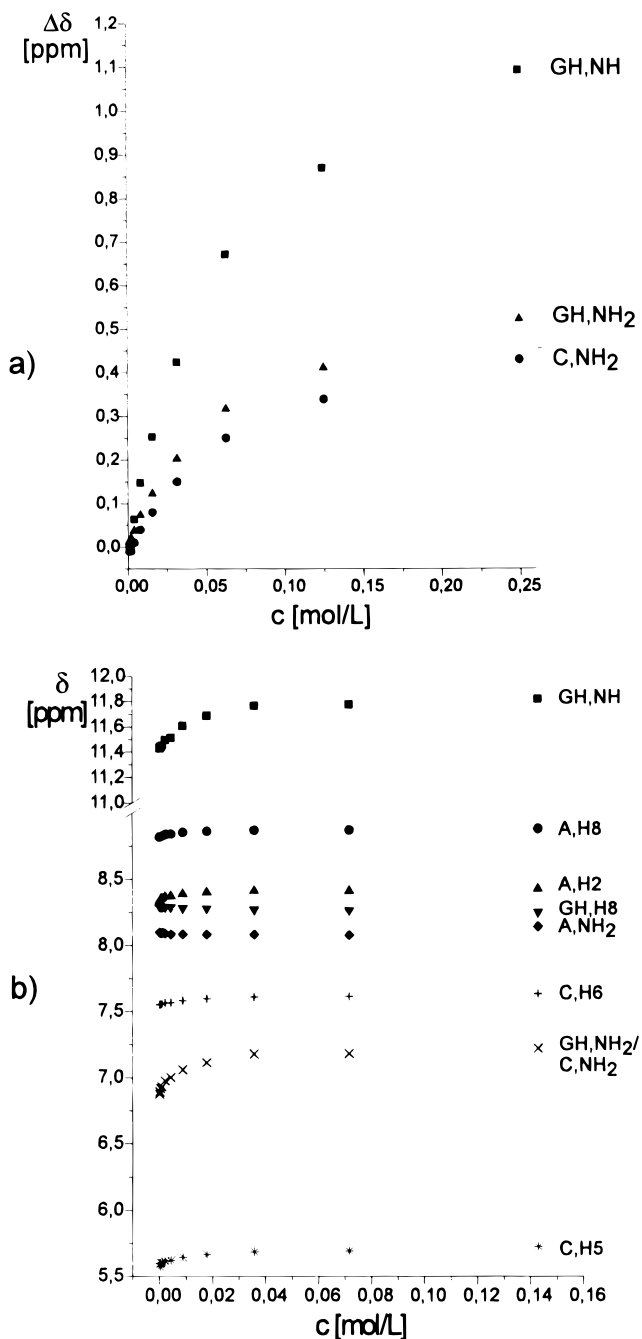 Δδ
[ppm]
1,2
1,1
1,0
0,9
0,8
0,7
0,6
0,5
0,4
0,3
0,2
0,1
0,0
GH,NH
GH,NH2
C,NH2
a)
0,00 0,05 0,10 0,15 0,20 0,25
c [mol/L]
δ
[ppm]
12,0
11,8
11,6
11,4
11,2
11,0
8,5
8,0
7,5
7,0
6,5
6,0
5,5
GH,NH
A,H8
A,H2
GH,H8
A,NH2
C,H6
GH,NH2/
C,NH2
C,H5
b)
0,00 0,02 0,04 0,06 0,08 0,10 0,12 0,14 0,16
c [mol/L]